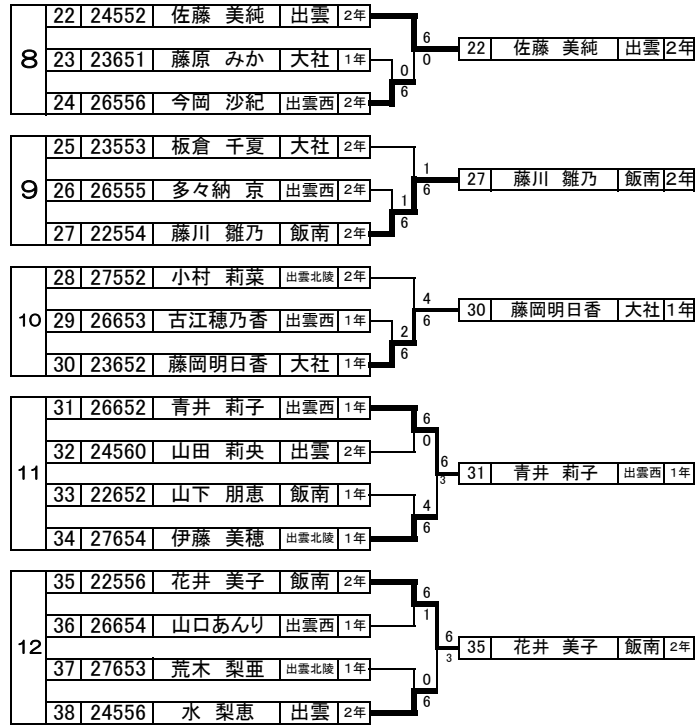 22 24552 佐藤 美純 出雲 2年
6
22 佐藤 美純 出雲 2年
0
8
23 23651 藤原 みか 大社 1年
0
6
24 26556 今岡 沙紀 出雲西 2年
25 23553 板倉 千夏 大社 2年
1
27 藤川 雛乃 飯南 2年
6
9
26 26555 多々納 京 出雲西 2年
1
6
27 22554 藤川 雛乃 飯南 2年
28 27552 小村 莉菜 出雲北陵 2年
4
30 藤岡明日香 大社 1年
6
10
29 26653 古江穂乃香 出雲西 1年
2
6
30 23652 藤岡明日香 大社 1年
31 26652 青井 莉子 出雲西 1年
6
0
32 24560 山田 莉央 出雲 2年
11
6
3
31 青井 莉子 出雲西 1年
33 22652 山下 朋恵 飯南 1年
4
6
34 27654 伊藤 美穂 出雲北陵 1年
35 22556 花井 美子 飯南 2年
6
1
36 26654 山口あんり 出雲西 1年
12
6
3
35 花井 美子 飯南 2年
37 27653 荒木 梨亜 出雲北陵 1年
0
6
38 24556 水 梨恵 出雲 2年